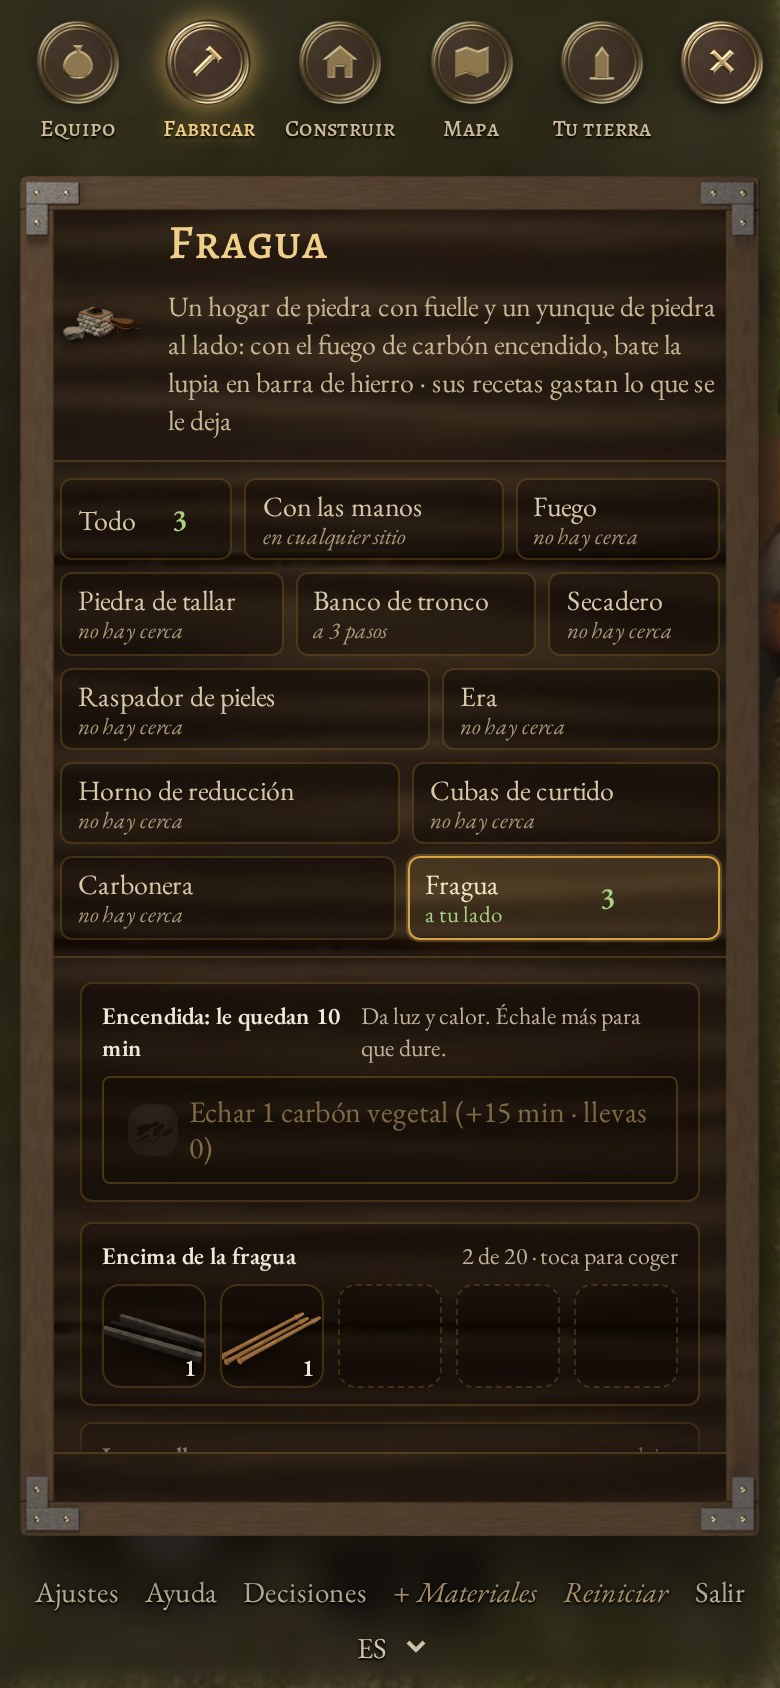 Equipo
Fabricar
Construir
Mapa
Tu tierra
Fragua
Un hogar de piedra con fuelle y un yunque de piedra
al lado: con el fuego de carbón encendido, bate la
lupia en barra de hierro · sus recetas gastan lo que se
le deja
Todo 3
Con las manos
en cualquier sitio
Fuego
no hay cerca
Piedra de tallar
no hay cerca
Banco de tronco
a 3 pasos
Secadero
no hay cerca
Raspador de pieles
no hay cerca
Era
no hay cerca
Horno de reducción
no hay cerca
Cubas de curtido
no hay cerca
Carbonera
no hay cerca
Fragua
a tu lado
3
Encendida: le quedan 10
min
Da luz y calor. Échale más para
que dure.
Echar 1 carbón vegetal (+15 min · llevas
0)
Encima de la fragua
2 de 20 · toca para coger
1
1
Ajustes
Ayuda
Decisiones
+ Materiales
Reiniciar
Salir
ES